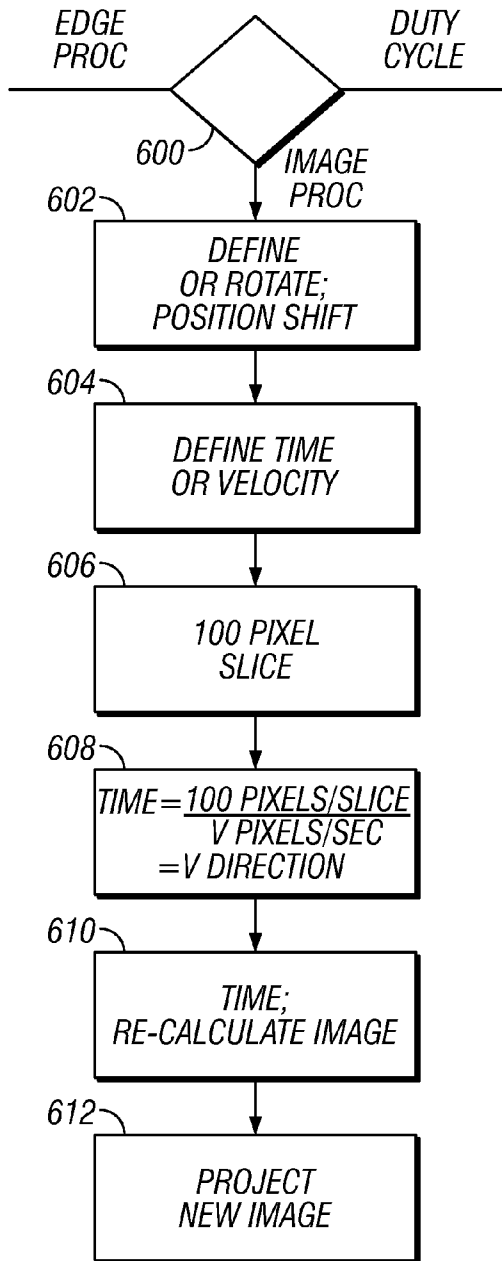 EDGE
PROC
DUTY
CYCLE
600
IMAGE
PROC
602
DEFINE
OR ROTATE;
POSITION SHIFT
604
DEFINE TIME
OR VELOCITY
606
100 PIXEL
SLICE
608
TIME = 100 PIXELS/SLICE
V PIXELS/SEC
= V DIRECTION
610
TIME;
RE-CALCULATE IMAGE
612
PROJECT
NEW IMAGE